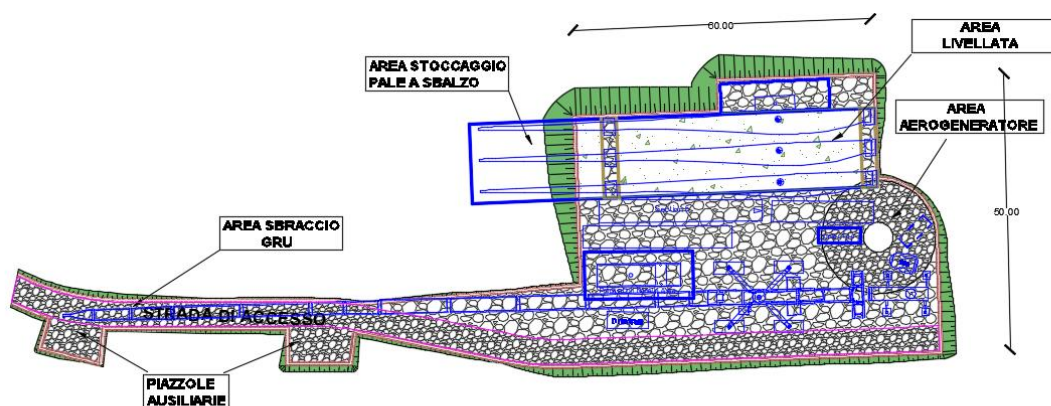 60.00
AREA
LIVELLATA
AREA STOCCAGGIO
PALE A SBALZO
AREA
AEROGENERATORE
50.00
AREA SBRACCIO
GRU
STRADA DI ACCESSO
PIAZZOLE
AUSILIARIE